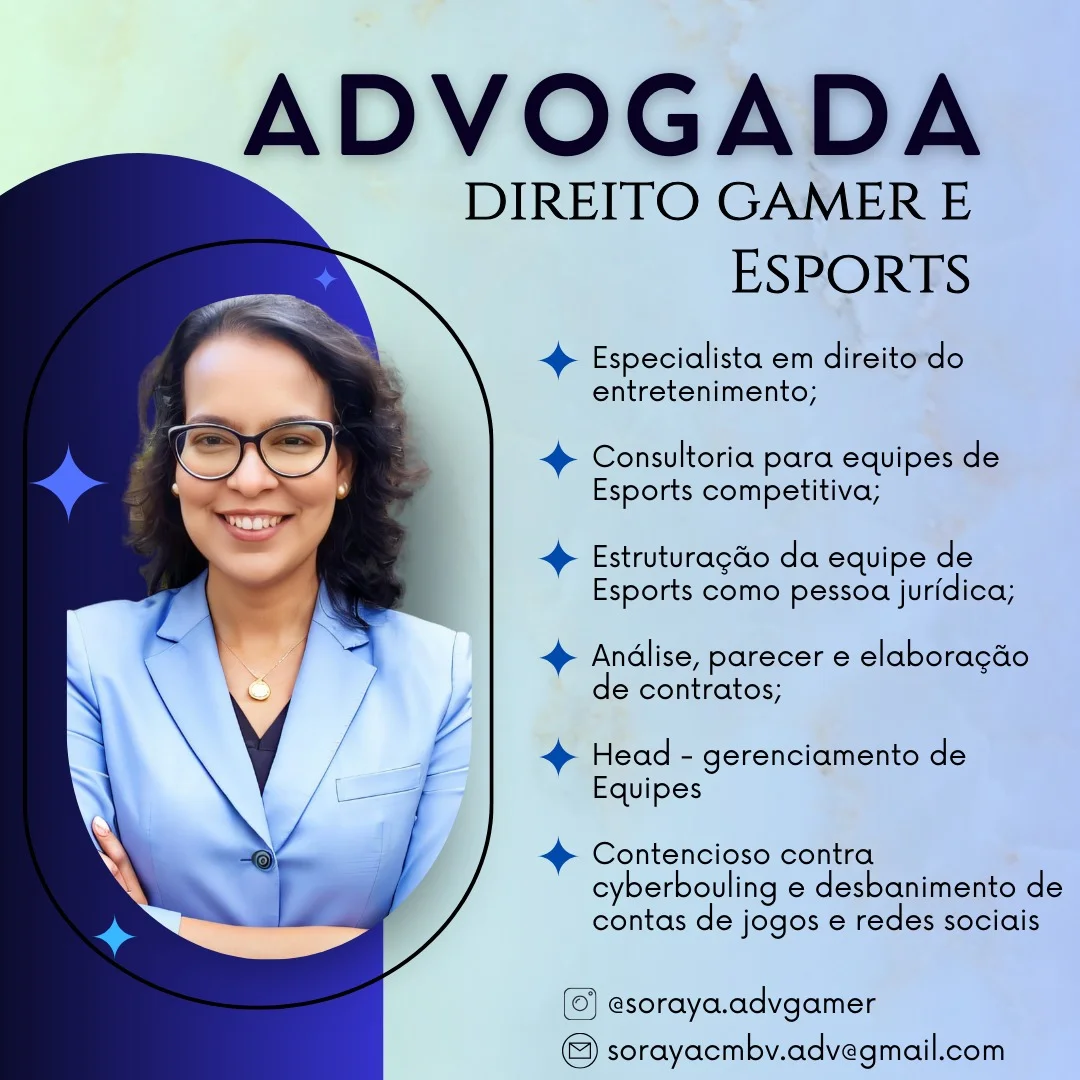 ADVOGADA
DIREITO GAMER E
ESPORTS
Especialista em direito do
entretenimento;
Consultoria para equipes de
Esports competitiva;
Estruturação da equipe de
Esports como pessoa jurídica;
Análise, parecer e elaboração
de contratos;
Head - gerenciamento de
Equipes
Contencioso contra
cyberbouling e desbanimento de
contas de jogos e redes sociais
@soraya.advgamer
sorayacmbv.adv@gmail.com